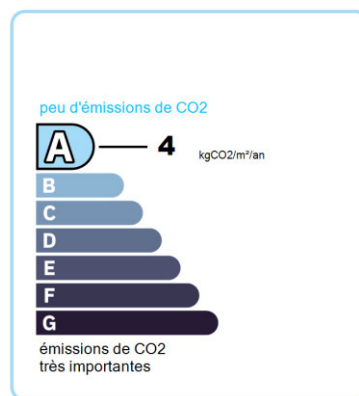 peu d'émissions de CO2
A 4 kgCO2/m²/an
B
C
D
E
F
G
émissions de CO2
très importantes